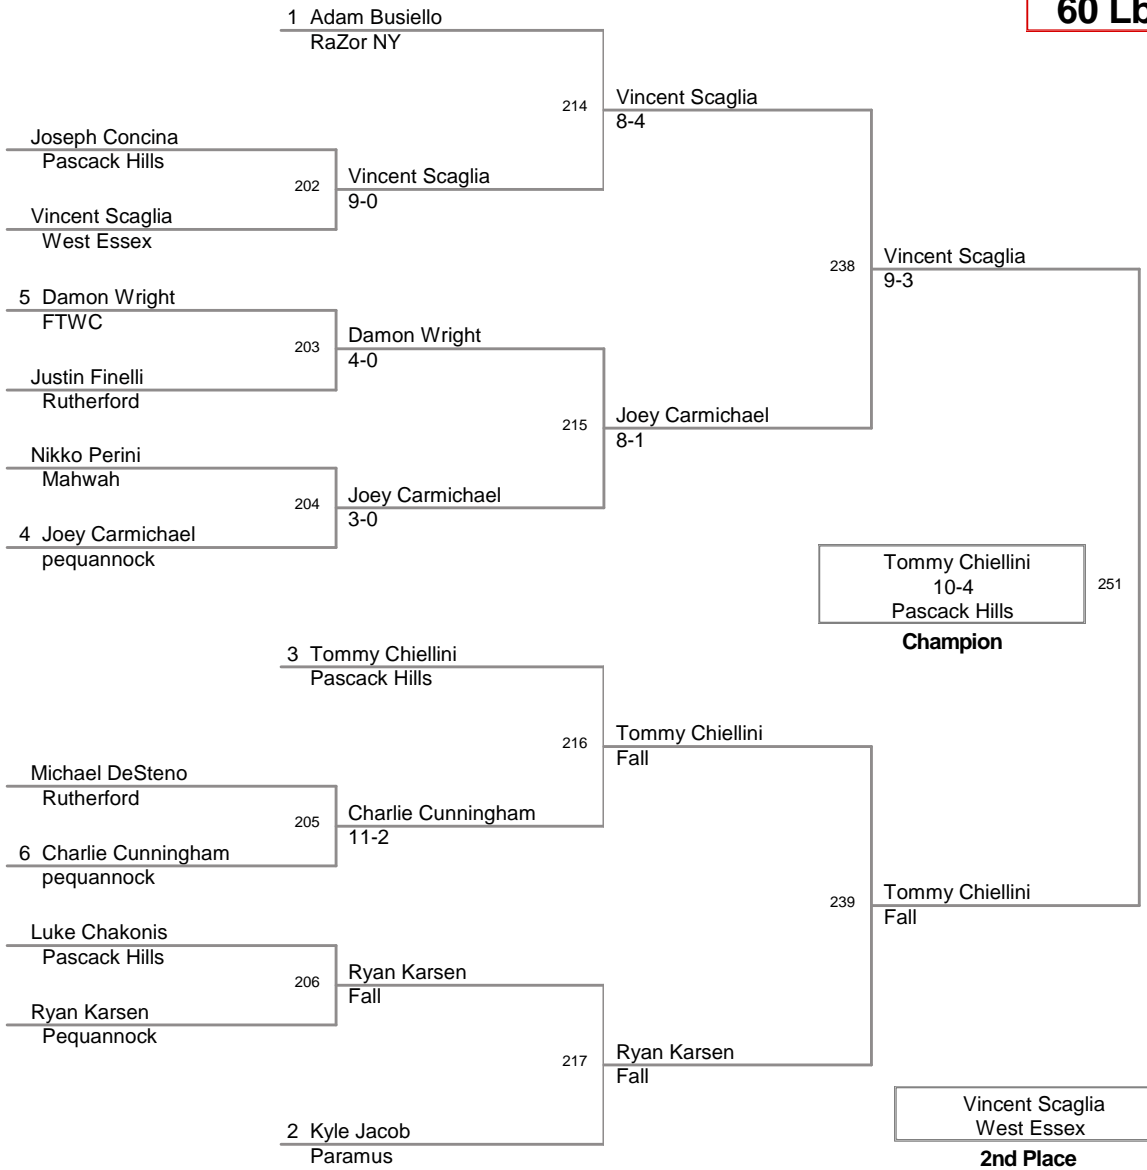 60 Lb
1 Adam Busiello
RaZor NY
214
Vincent Scaglia
8-4
Joseph Concina
Pascack Hills
202
Vincent Scaglia
9-0
Vincent Scaglia
West Essex
238
Vincent Scaglia
9-3
5 Damon Wright
FTWC
203
Damon Wright
4-0
Justin Finelli
Rutherford
215
Joey Carmichael
8-1
Nikko Perini
Mahwah
204
Joey Carmichael
3-0
4 Joey Carmichael
pequannock
Tommy Chiellini
10-4
Pascack Hills
251
Champion
3 Tommy Chiellini
Pascack Hills
216
Tommy Chiellini
Fall
Michael DeSteno
Rutherford
205
Charlie Cunningham
11-2
6 Charlie Cunningham
pequannock
239
Tommy Chiellini
Fall
Luke Chakonis
Pascack Hills
206
Ryan Karsen
Fall
Ryan Karsen
Pequannock
217
Ryan Karsen
Fall
2 Kyle Jacob
Paramus
Vincent Scaglia
West Essex
2nd Place